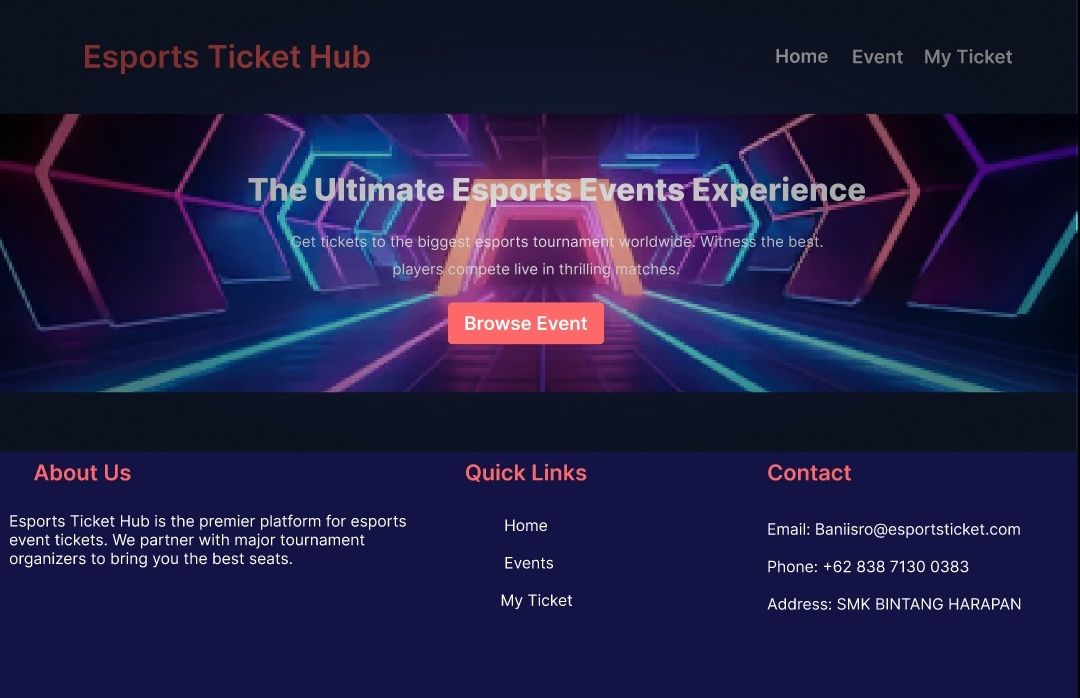 Esports Ticket Hub
Home Event My Ticket
The Ultimate Esports Events Experience
Get tickets to the biggest esports tournament worldwide. Witness the best.
players compete live in thrilling matches.
Browse Event
About Us
Esports Ticket Hub is the premier platform for esports
event tickets. We partner with major tournament
organizers to bring you the best seats.
Quick Links
Home
Events
My Ticket
Contact
Email: Baniisro@esportsticket.com
Phone: +62 838 7130 0383
Address: SMK BINTANG HARAPAN